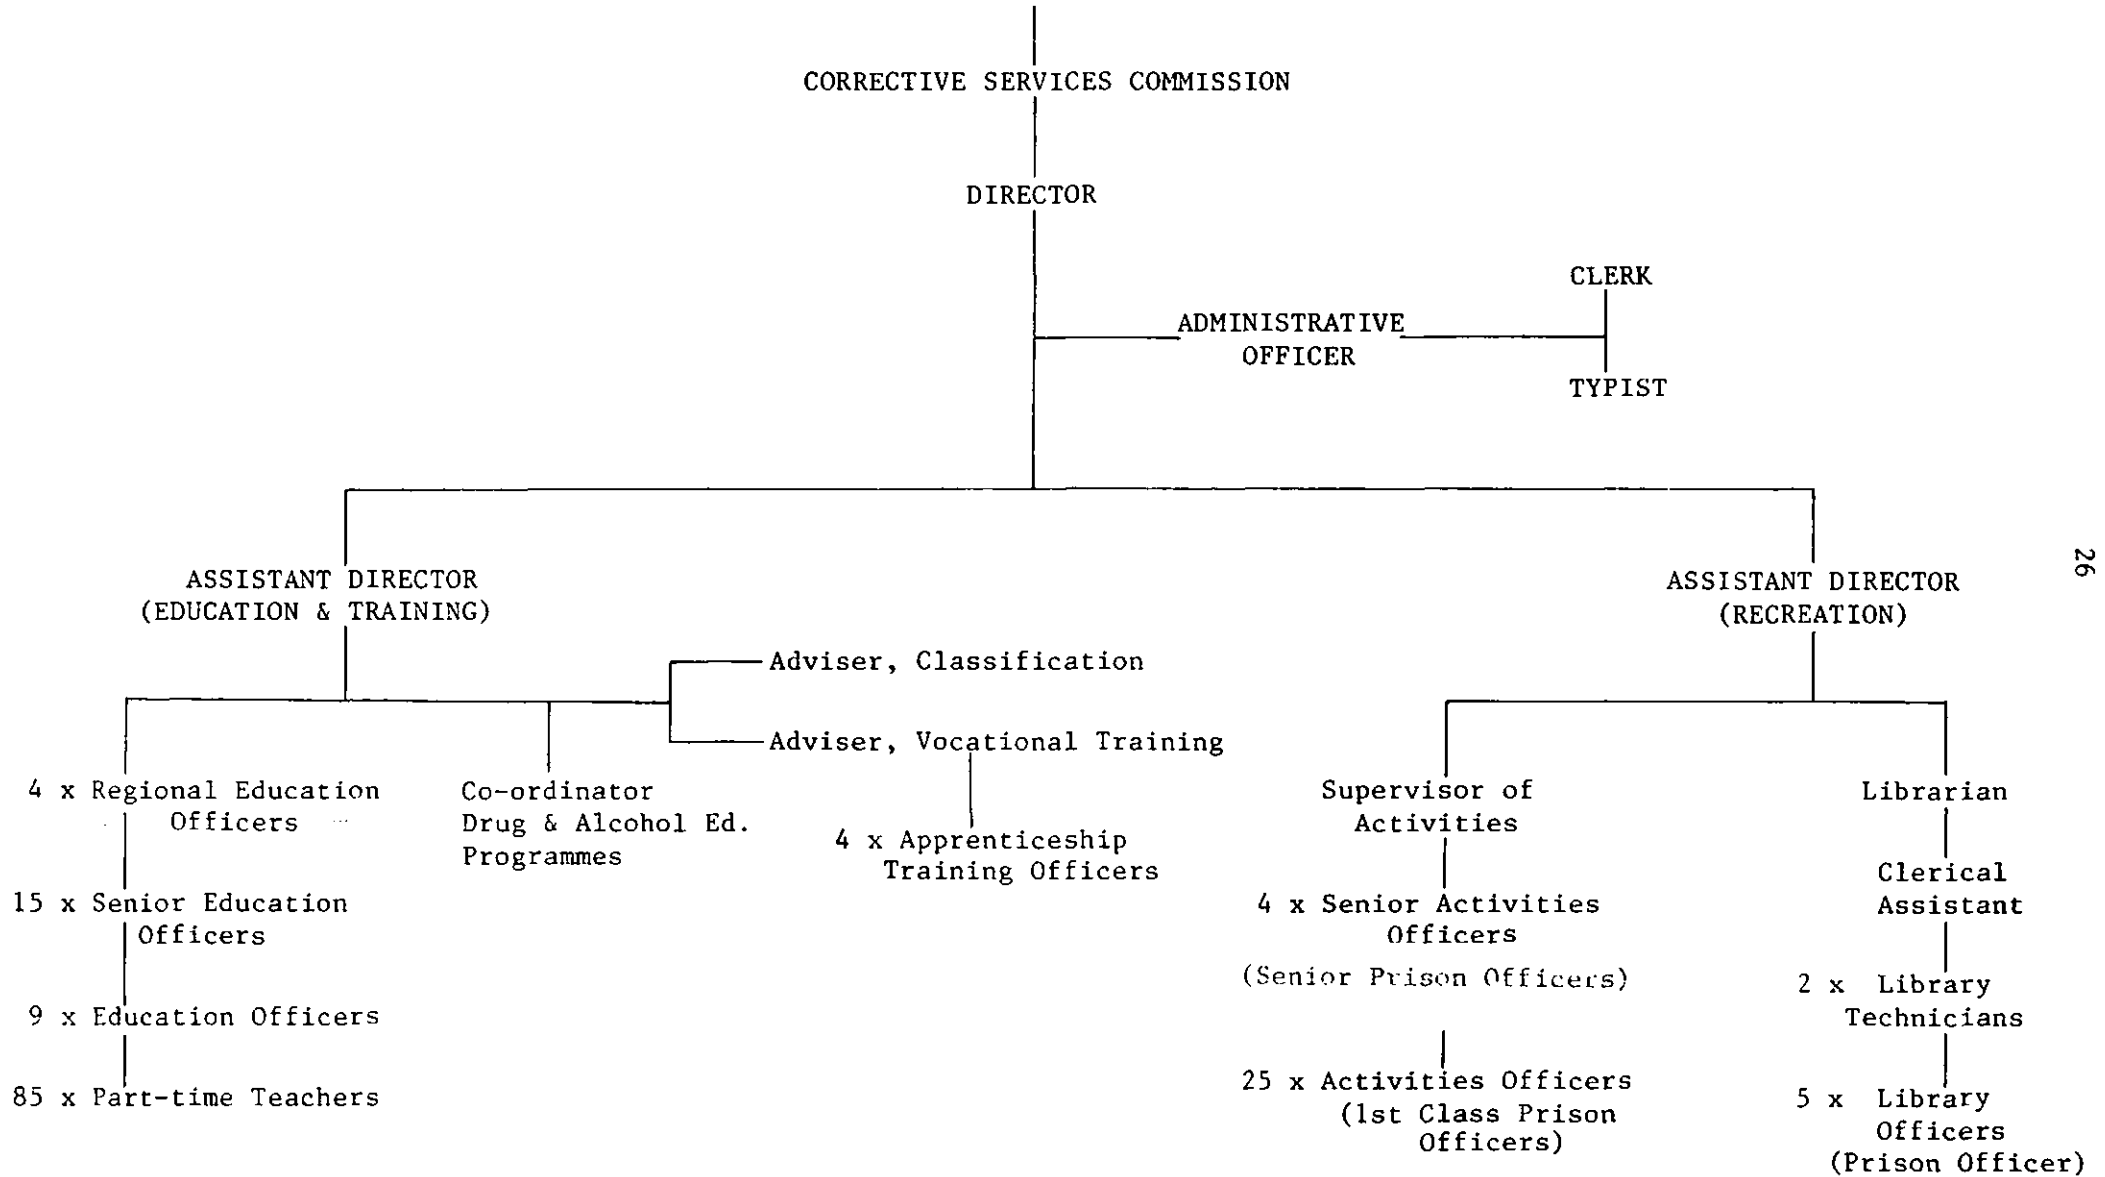 CORRECTIVE SERVICES COMMISSION
DIRECTOR
CLERK
ADMINISTRATIVE
OFFICER
TYPIST
26
ASSISTANT DIRECTOR
(EDUCATION & TRAINING)
ASSISTANT DIRECTOR
(RECREATION)
Adviser, Classification
Adviser, Vocational Training
4 x Apprenticeship
Training Officers
4 x Regional Education
Officers
15 x Senior Education
Officers
9 x Education Officers
85 x Part-time Teachers
Co-ordinator
Drug & Alcohol Ed.
Programmes
Supervisor of
Activities
4 x Senior Activities
Officers
(Senior Prison Officers)
25 x Activities Officers
(1st Class Prison
Officers)
Librarian
Clerical
Assistant
2 x Library
Technicians
5 x Library
Officers
(Prison Officer)